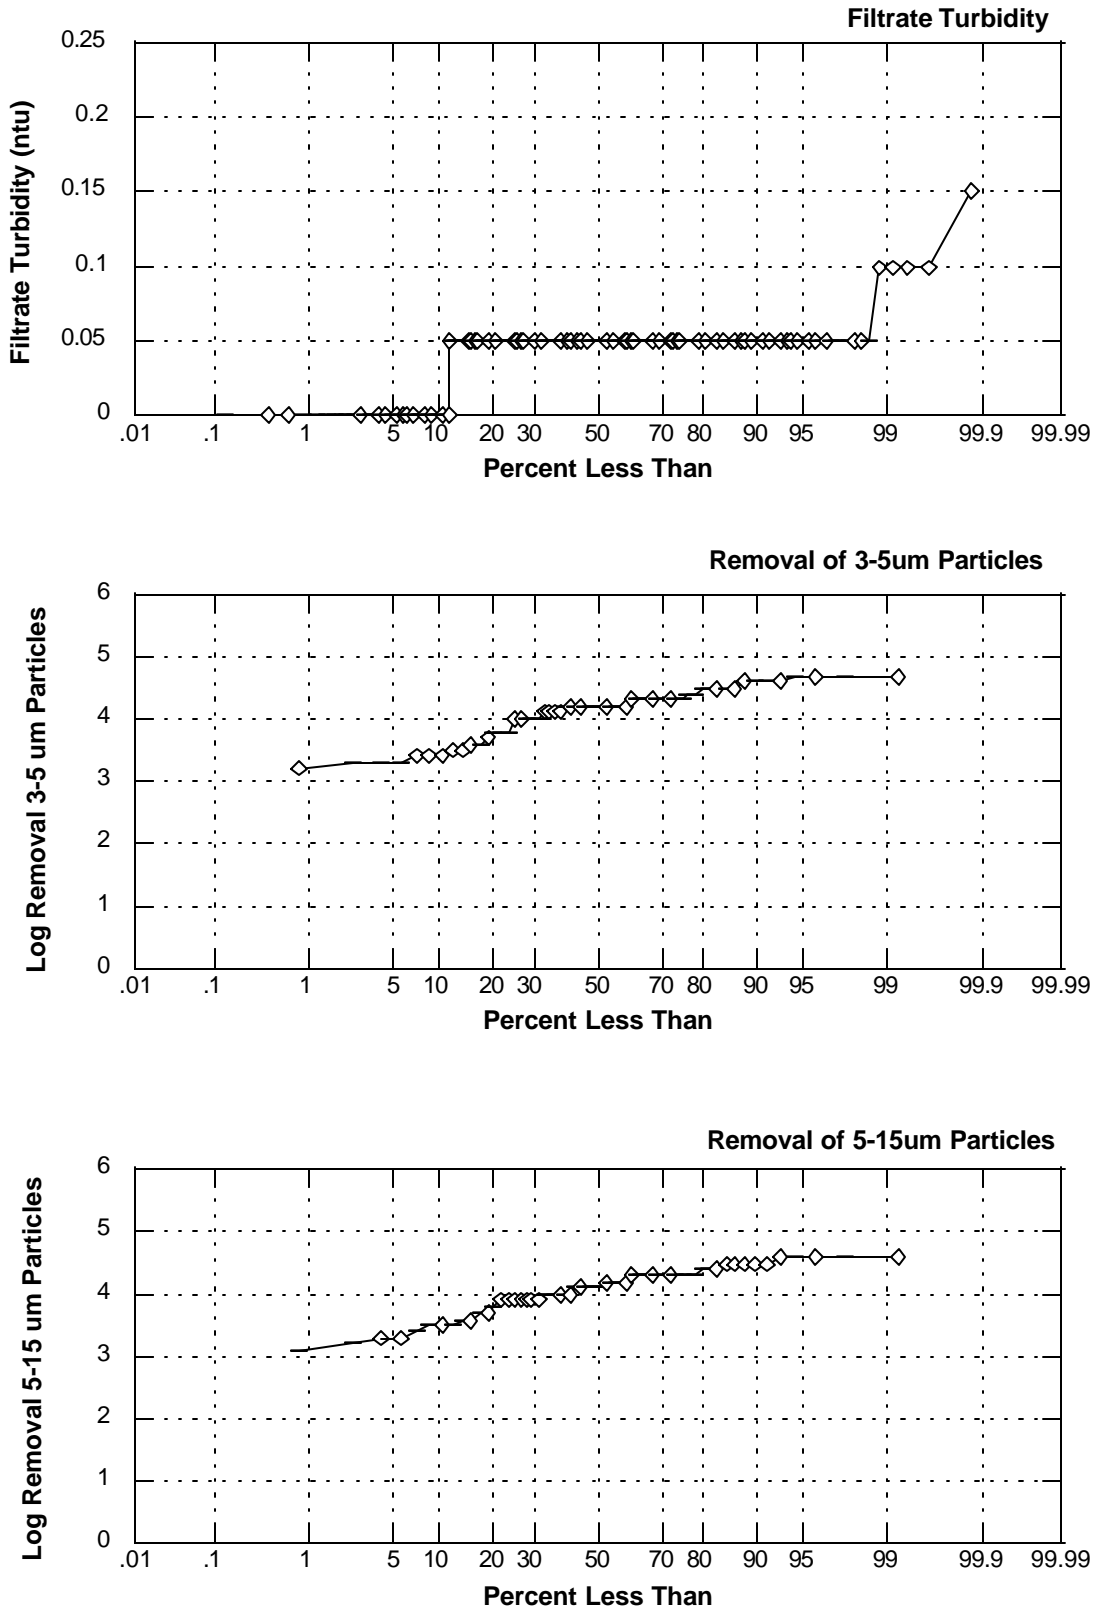 Filtrate Turbidity
0.25
0.2
0.15
0.1
0.05
0
Filtrate Turbidity (ntu)
.01 .1 1 5 10 20 30 50 70 80 90 95 99 99.9 99.99
Percent Less Than
Removal of 3-5um Particles
6
5
4
3
2
1
0
Log Removal 3-5 um Particles
.01 .1 1 5 10 20 30 50 70 80 90 95 99 99.9 99.99
Percent Less Than
Removal of 5-15um Particles
6
5
4
3
2
1
0
Log Removal 5-15 um Particles
.01 .1 1 5 10 20 30 50 70 80 90 95 99 99.9 99.99
Percent Less Than